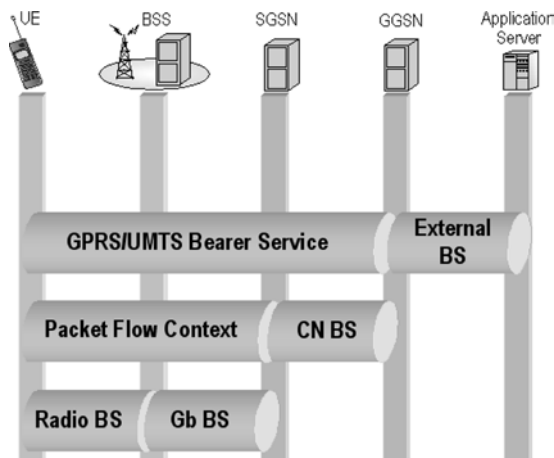 UE BSS SGSN GGSN Application
Server
GPRS/UMTS Bearer Service External
BS
Packet Flow Context CN BS
Radio BS Gb BS